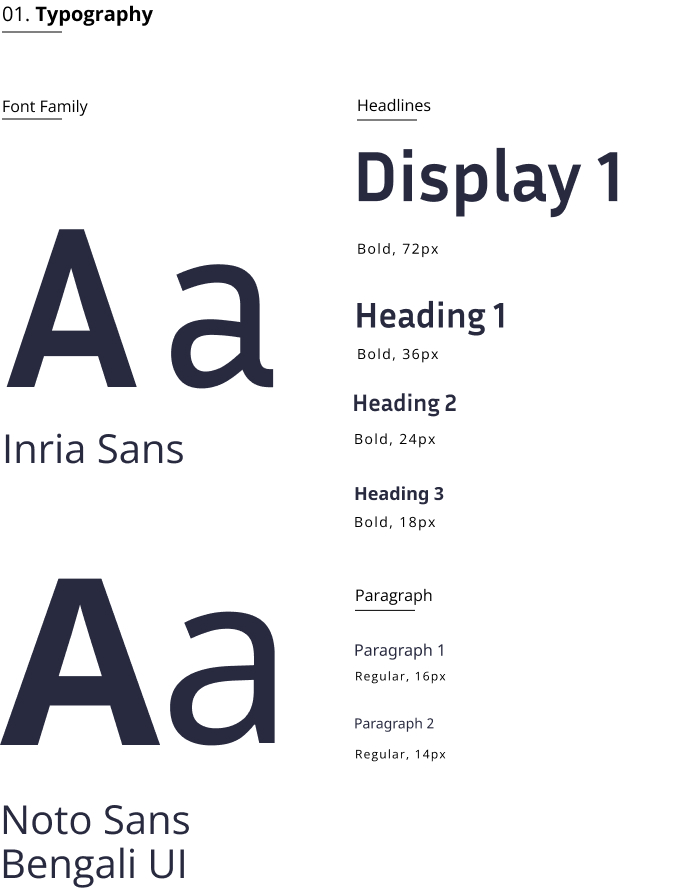 01. Typography
Font Family
Aa
Inria Sans
Aa
Noto Sans
Bengali UI
Headlines
Display 1
Bold, 72px
Heading 1
Bold, 36px
Heading 2
Bold, 24px
Heading 3
Bold, 18px
Paragraph
Paragraph 1
Regular, 16px
Paragraph 2
Regular, 14px